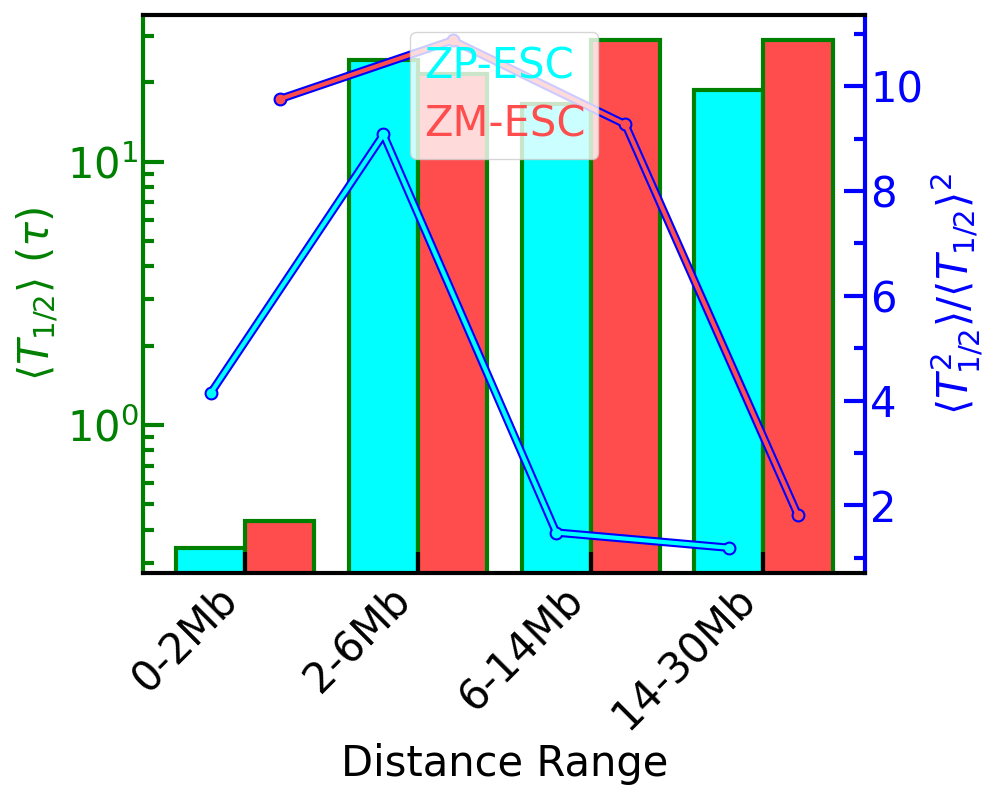 ZP-ESC
ZM-ESC
10¹
10⁰
⟨T₁/₂⟩ (τ)
10
8
6
4
2
⟨T²₁/₂⟩/⟨T₁/₂⟩²
0-2Mb
2-6Mb
6-14Mb
14-30Mb
Distance Range